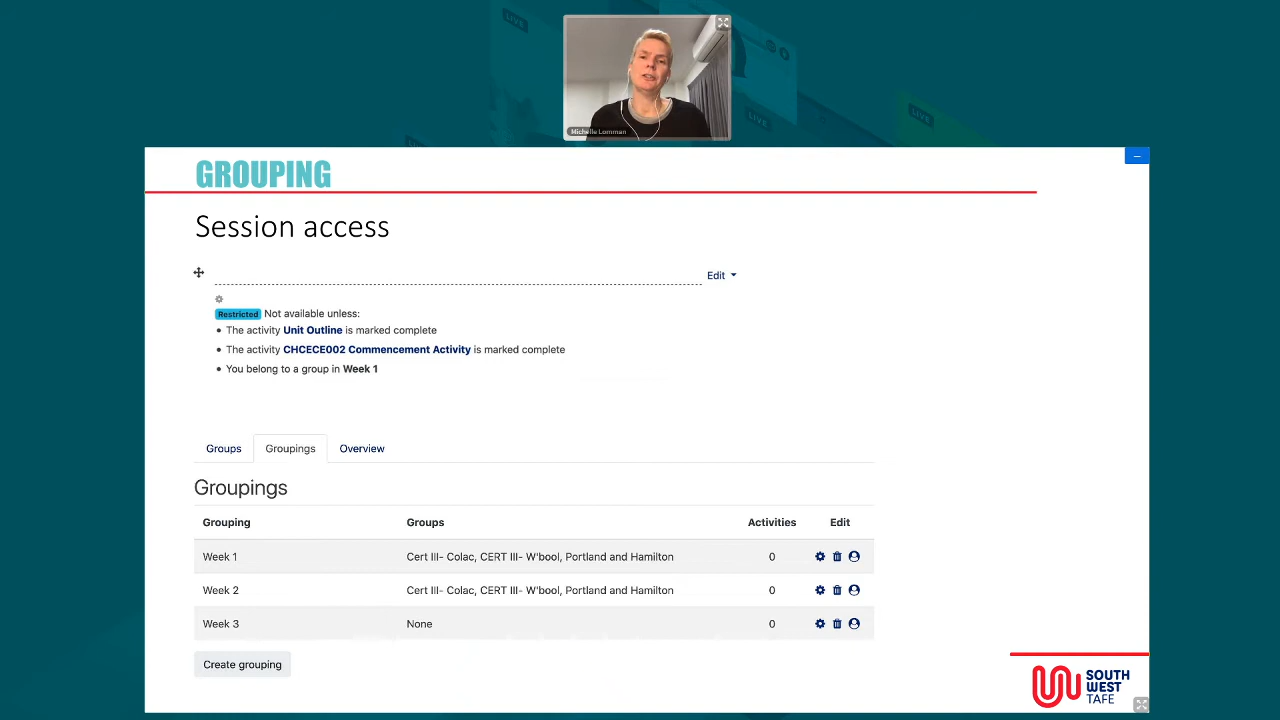 LIVE
LIVE
LIVE
Michelle Lomman
GROUPING
Session access
Edit
Restricted Not available unless:
The activity Unit Outline is marked complete
The activity CHCECE002 Commencement Activity is marked complete
You belong to a group in Week 1
Groups Groupings Overview
Groupings
Grouping Groups Activities Edit
Week 1 Cert III- Colac, CERT III- W'bool, Portland and Hamilton 0
Week 2 Cert III- Colac, CERT III- W'bool, Portland and Hamilton 0
Week 3 None 0
Create grouping
SOUTH
WEST
TAFE